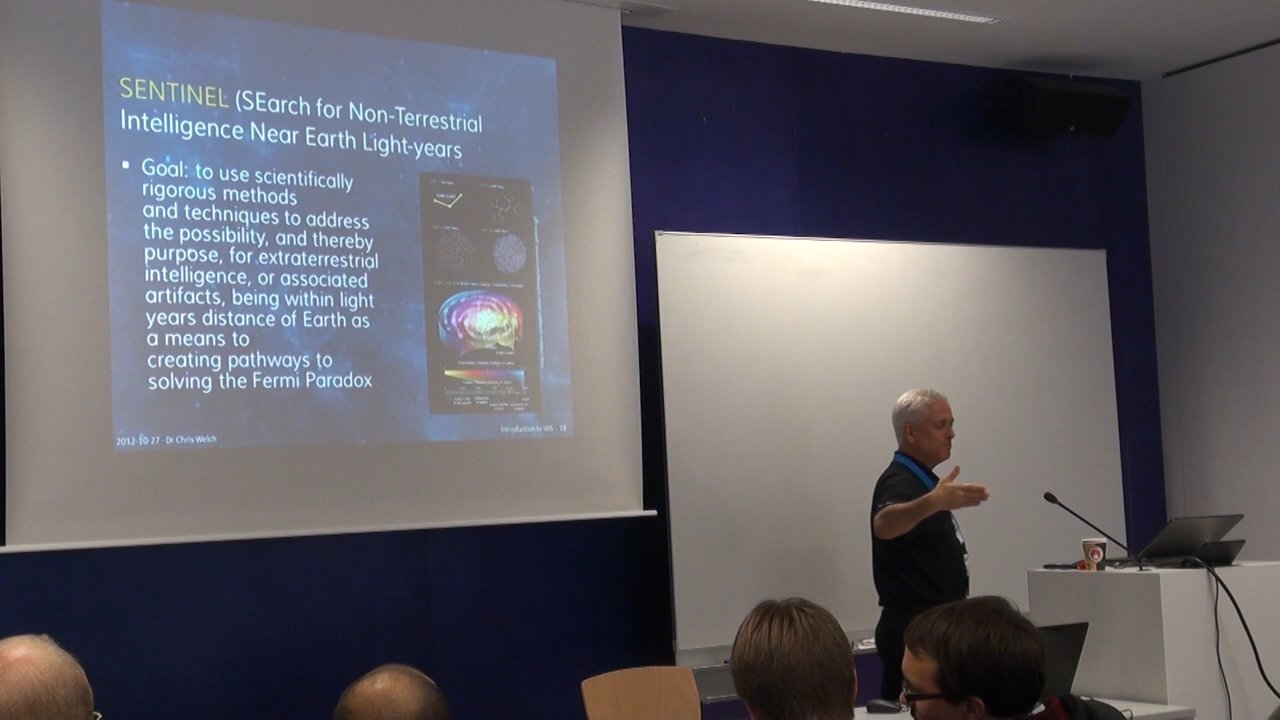 SENTINEL (SEarch for Non-Terrestrial
Intelligence Near Earth Light-years
▪ Goal: to use scientifically
rigorous methods
and techniques to address
the possibility, and thereby
purpose, for extraterrestrial
intelligence, or associated
artifacts, being within light
years distance of Earth as
a means to
creating pathways to
solving the Fermi Paradox
2012-10-27 - Dr Chris Welch
Introduction to IRIS - 18